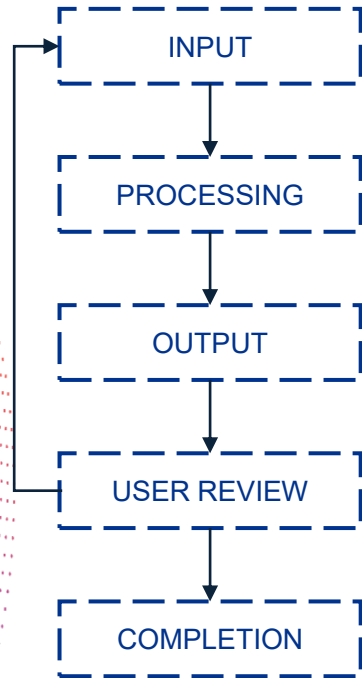 INPUT
PROCESSING
OUTPUT
USER REVIEW
COMPLETION